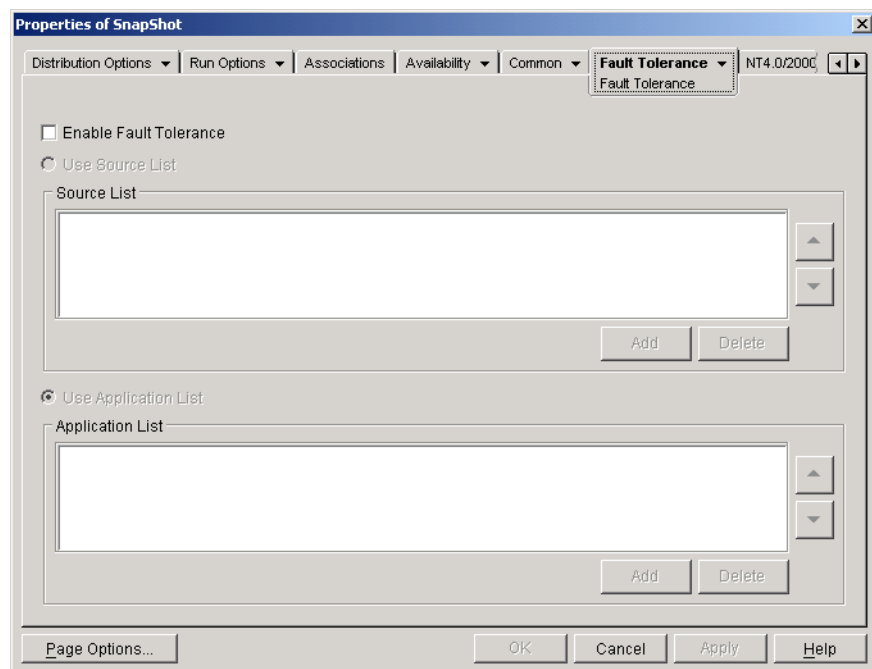 Properties of SnapShot
Distribution Options
Run Options
Associations
Availability
Common
Fault Tolerance
NT4.0/2000
Fault Tolerance
Enable Fault Tolerance
Use Source List
Source List
Add
Delete
Use Application List
Application List
Add
Delete
Page Options...
OK
Cancel
Apply
Help